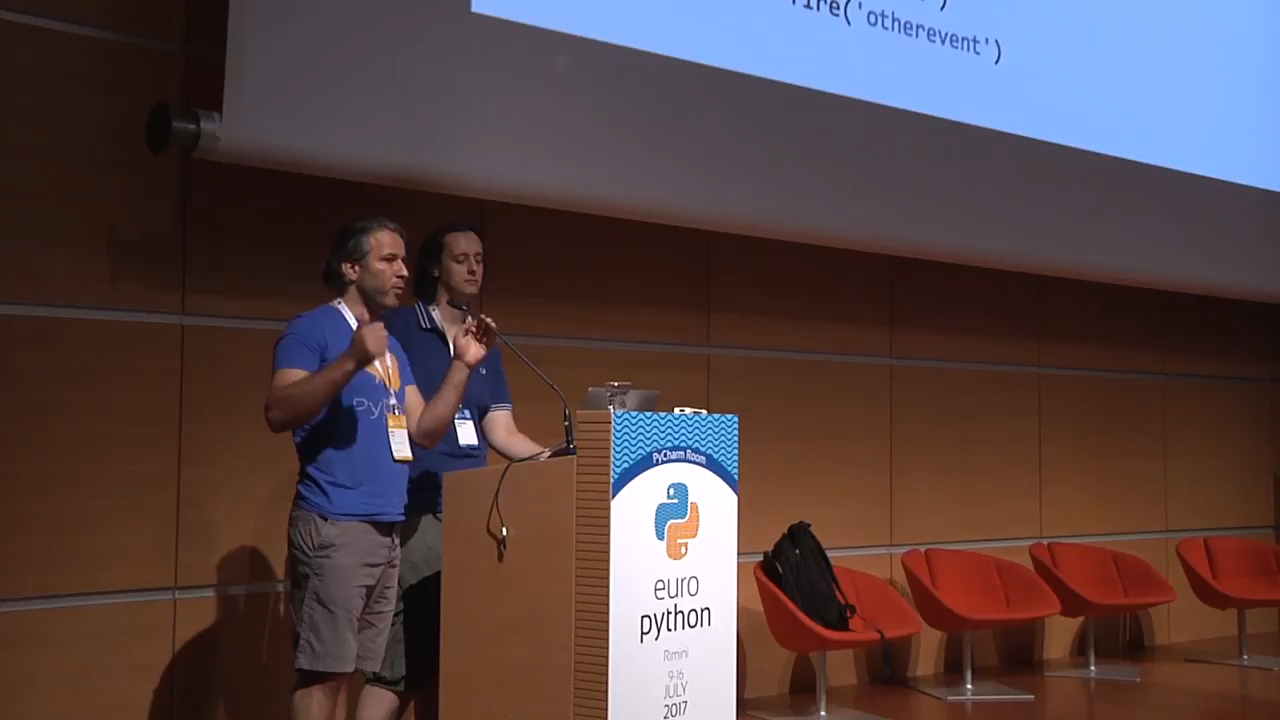 fire('otherevent')
PyCharm Room
euro
python
Rimini
9-16
JULY
2017